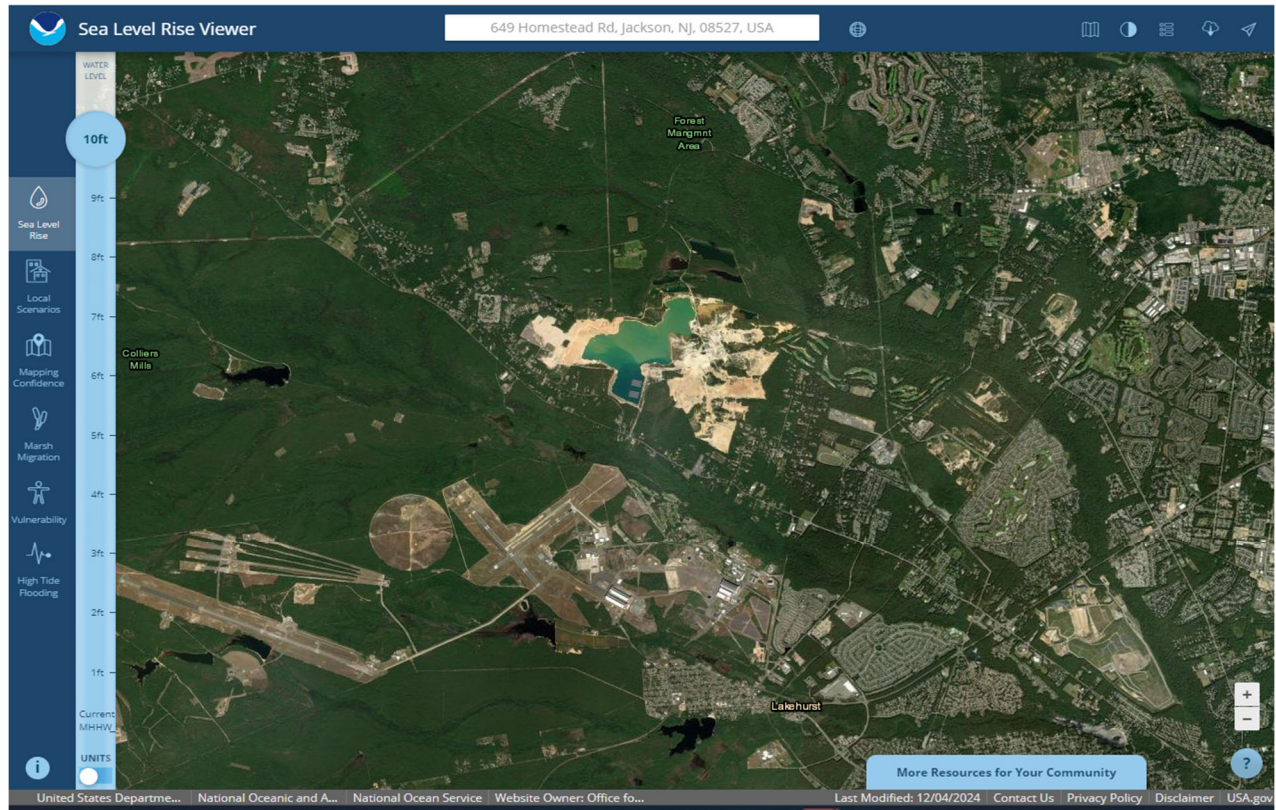 Sea Level Rise Viewer
649 Homestead Rd, Jackson, NJ, 08527, USA
WATER
LEVEL
10ft
9ft
8ft
7ft
6ft
5ft
4ft
3ft
2ft
1ft
Current
MHHW
UNITS
Sea Level
Rise
Local
Scenarios
Mapping
Confidence
Marsh
Migration
Vulnerability
High Tide
Flooding
i
Forest
Mangmnt
Area
Colliers
Mills
Lakehurst
+
−
?
More Resources for Your Community
United States Departme... National Oceanic and A... National Ocean Service Website Owner: Office fo... Last Modified: 12/04/2024 Contact Us Privacy Policy Disclaimer USA.gov